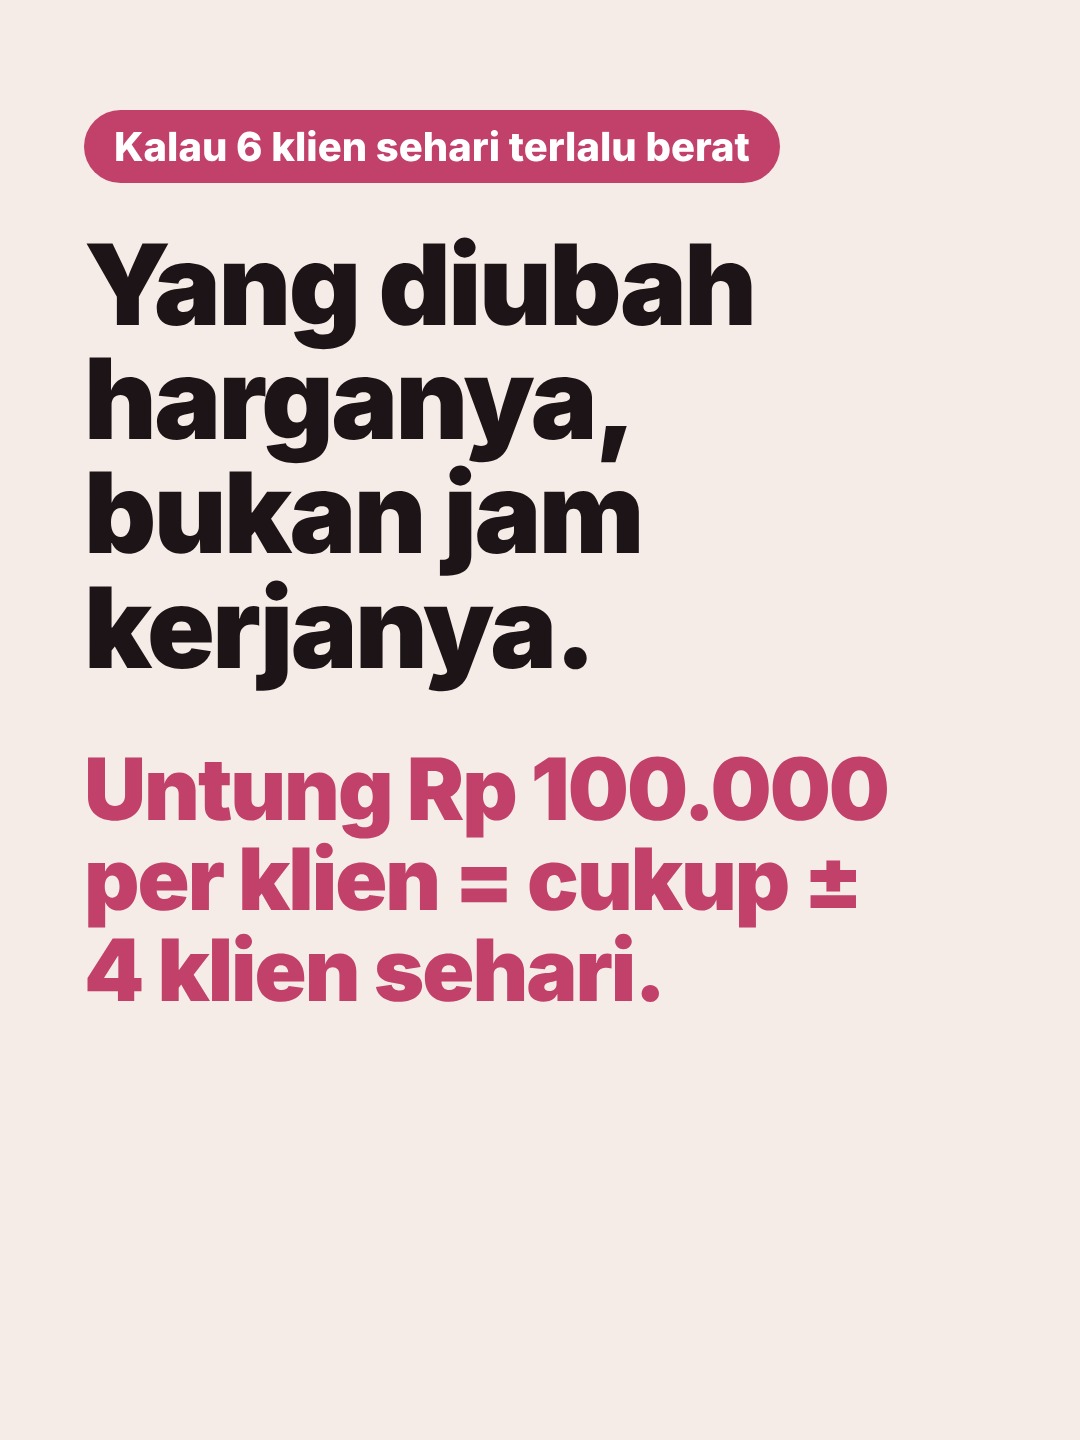 Kalau 6 klien sehari terlalu berat
Yang diubah
harganya,
bukan jam
kerjanya.
Untung Rp 100.000
per klien = cukup ±
4 klien sehari.